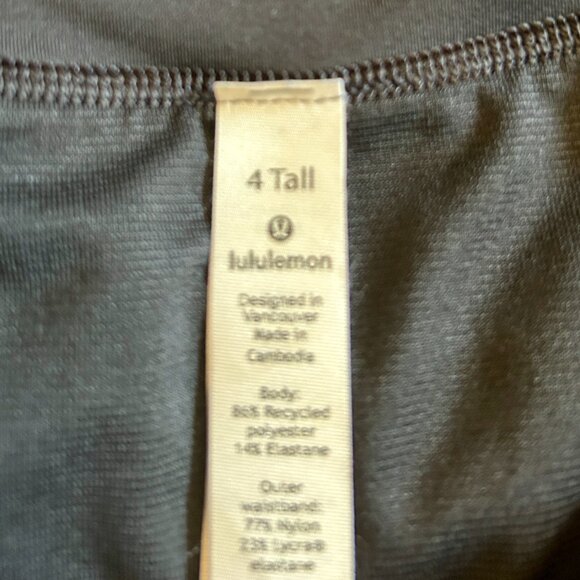 4 Tall
lululemon
Designed in
Vancouver
Made in
Cambodia
Body:
86% Recycled
polyester
14% Elastane
Outer
waistband:
77% Nylon
23% Lycra®
elastane